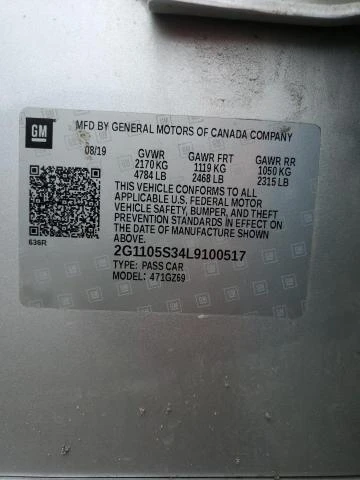 GM
MFD BY GENERAL MOTORS OF CANADA COMPANY
08/19 GVWR GAWR FRT GAWR RR
2170 KG 1119 KG 1050 KG
4784 LB 2468 LB 2315 LB
THIS VEHICLE CONFORMS TO ALL
APPLICABLE U.S. FEDERAL MOTOR
VEHICLE SAFETY, BUMPER, AND THEFT
PREVENTION STANDARDS IN EFFECT ON
THE DATE OF MANUFACTURE SHOWN
ABOVE.
636R
2G1105S34L9100517
TYPE: PASS CAR
MODEL: 471GZ69